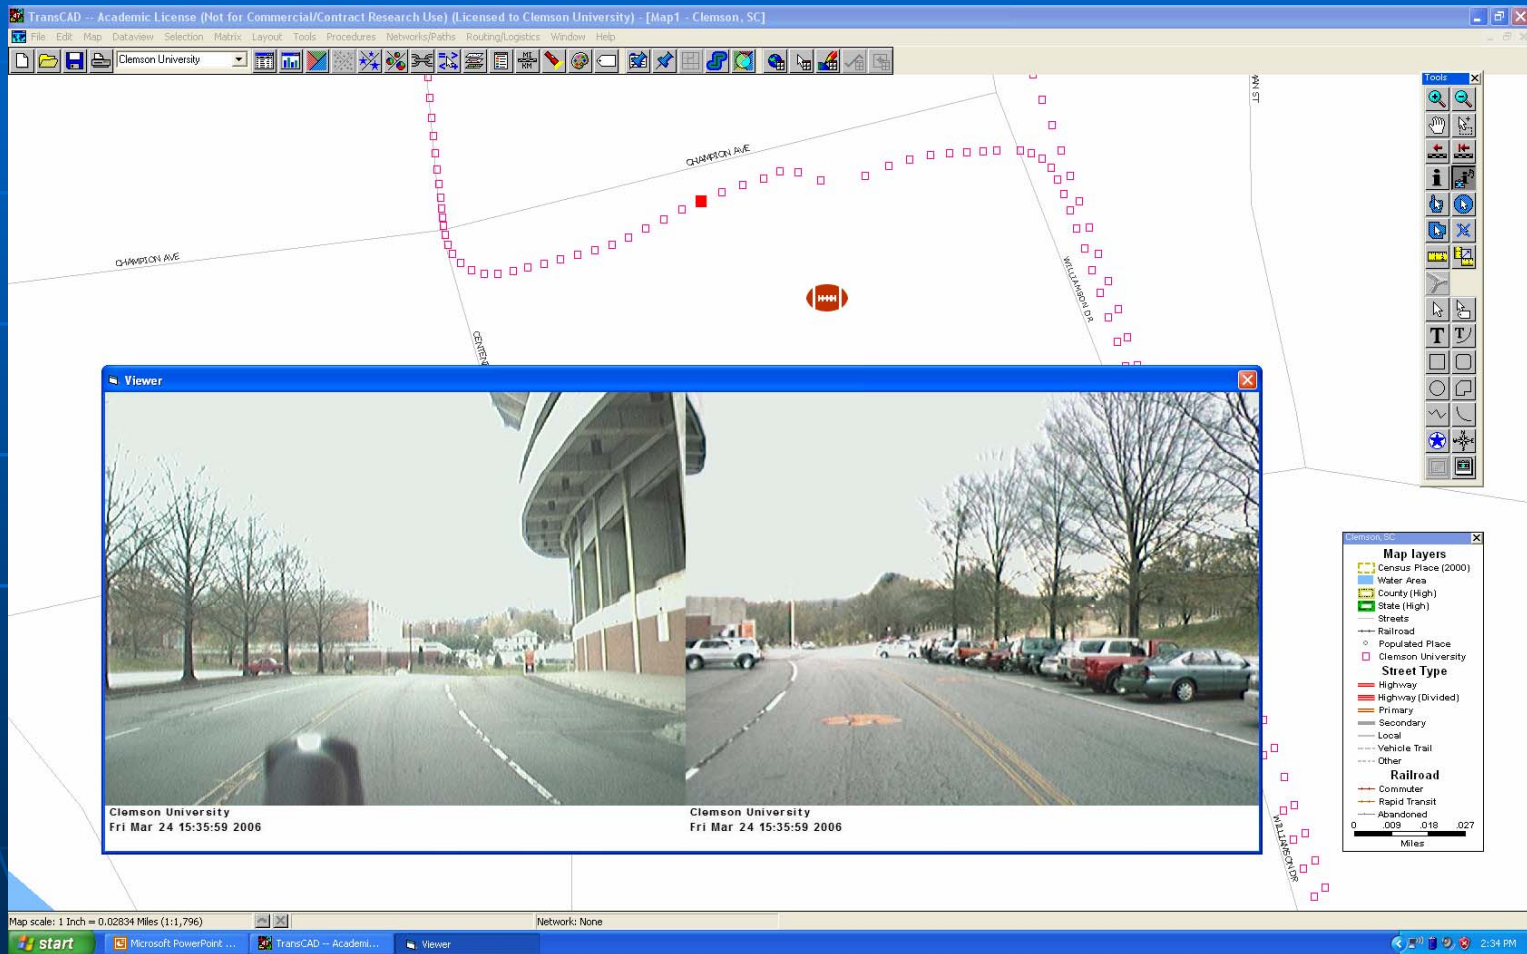 TransCAD -- Academic License (Not for Commercial/Contract Research Use) (Licensed to Clemson University) - [Map1 - Clemson, SC]
File Edit Map Dataview Selection Matrix Layout Tools Procedures Networks/Paths Routing/Logistics Window Help
Clemson University
MI
KM
Tools
MAN ST
CHAMPION AVE
CHAMPION AVE
WILLIAMSON DR
CENTENN
Viewer
Clemson University
Fri Mar 24 15:35:59 2006
Clemson University
Fri Mar 24 15:35:59 2006
Clemson, SC
Map layers
Census Place (2000)
Water Area
County (High)
State (High)
Streets
Railroad
Populated Place
Clemson University
Street Type
Highway
Highway (Divided)
Primary
Secondary
Local
Vehicle Trail
Other
Railroad
Commuter
Rapid Transit
Abandoned
0 .009 .018 .027
Miles
WILLIAMSON DR
Map scale: 1 Inch = 0.02834 Miles (1:1,796)
Network: None
start
Microsoft PowerPoint ...
TransCAD -- Academi...
Viewer
2:34 PM